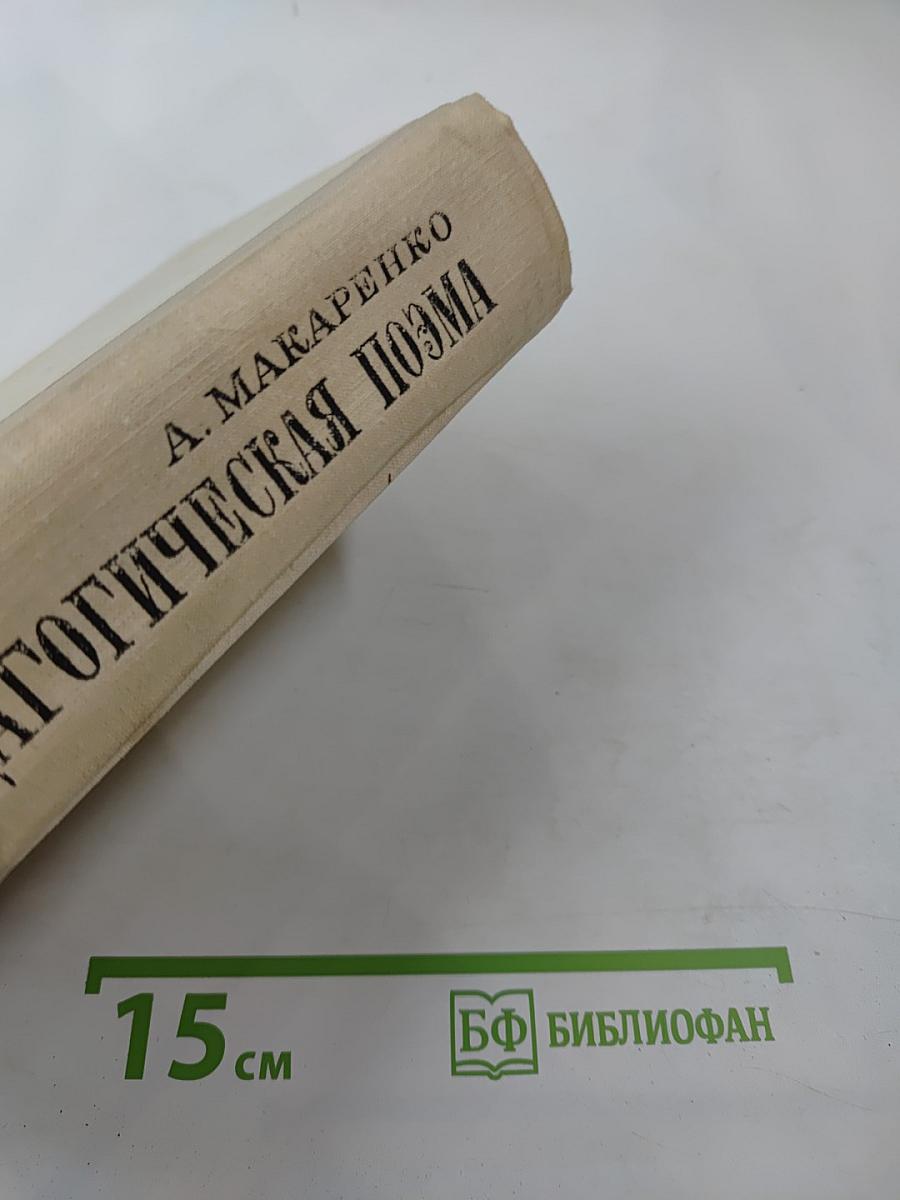 А. МАКАРЕНКО
АГОГИЧЕСКАЯ ПОЭМА
15 см
БФ БИБЛИОФАН